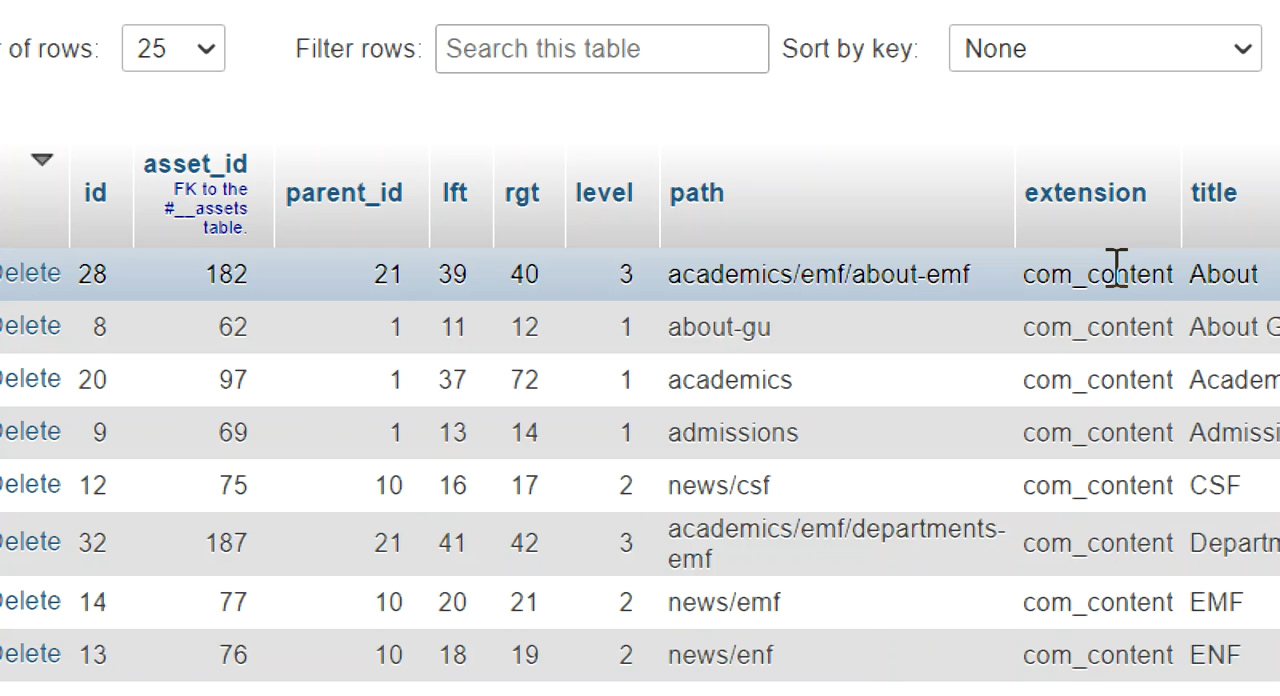 of rows: 25 Filter rows: Search this table Sort by key: None
id asset_id FK to the #__assets table. parent_id lft rgt level path extension title
Delete 28 182 21 39 40 3 academics/emf/about-emf com_content About
Delete 8 62 1 11 12 1 about-gu com_content About G
Delete 20 97 1 37 72 1 academics com_content Academ
Delete 9 69 1 13 14 1 admissions com_content Admissi
Delete 12 75 10 16 17 2 news/csf com_content CSF
Delete 32 187 21 41 42 3 academics/emf/departments-emf com_content Departm
Delete 14 77 10 20 21 2 news/emf com_content EMF
Delete 13 76 10 18 19 2 news/enf com_content ENF